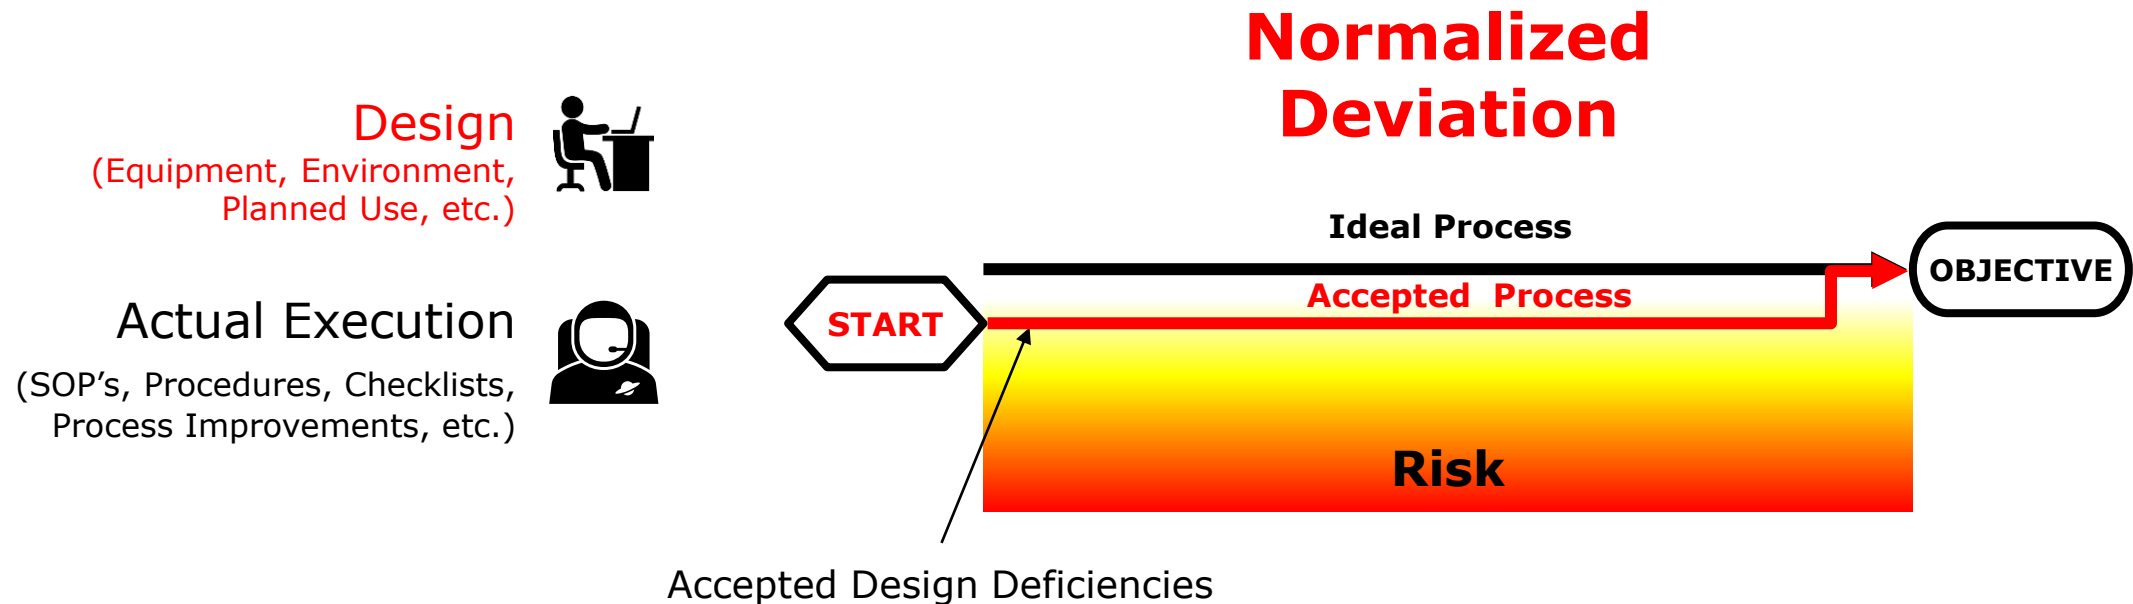 Normalized
Deviation
Design
(Equipment, Environment,
Planned Use, etc.)
Actual Execution
(SOP’s, Procedures, Checklists,
Process Improvements, etc.)
Ideal Process
Accepted Process
START
OBJECTIVE
Risk
Accepted Design Deficiencies